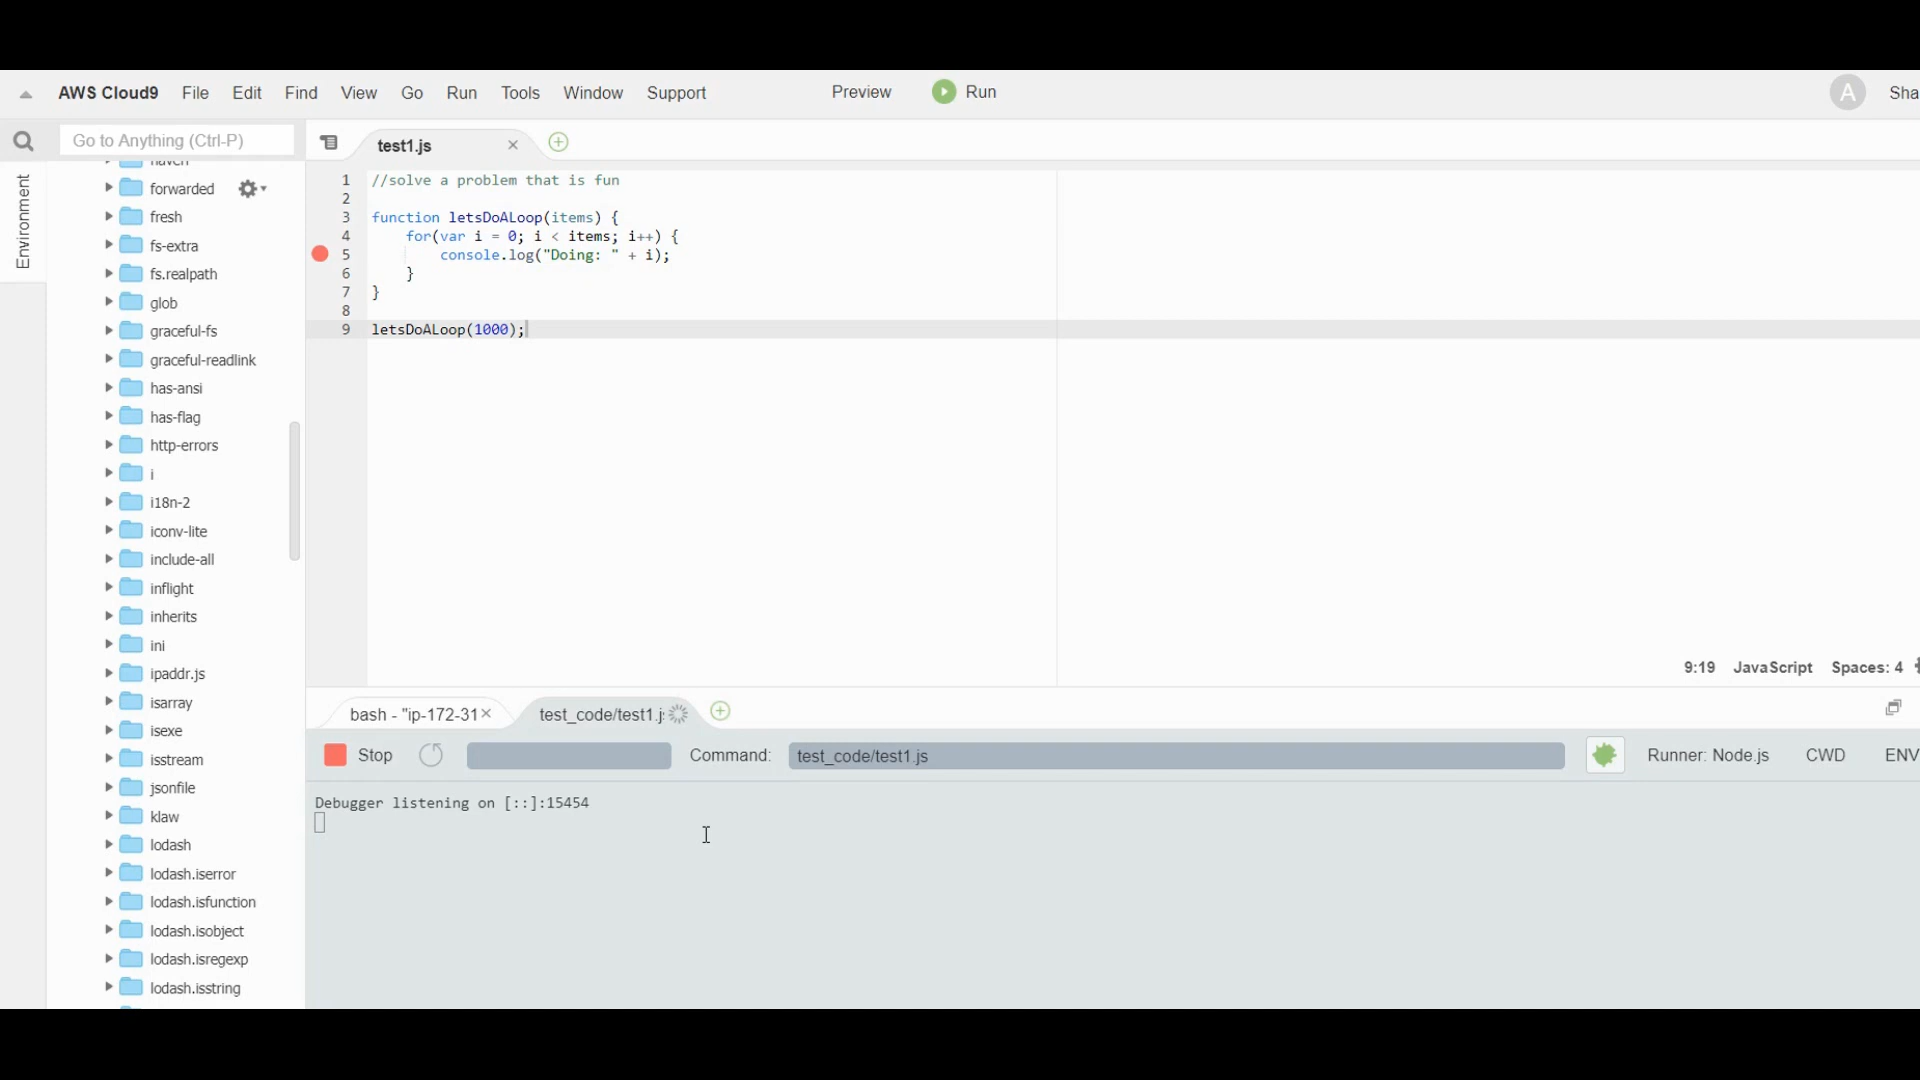 AWS Cloud9 File Edit Find View Go Run Tools Window Support Preview Run A Sha
Go to Anything (Ctrl-P)
Environment
forwarded
fresh
fs-extra
fs.realpath
glob
graceful-fs
graceful-readlink
has-ansi
has-flag
http-errors
i
i18n-2
iconv-lite
include-all
inflight
inherits
ini
ipaddr.js
isarray
isexe
isstream
jsonfile
klaw
lodash
lodash.iserror
lodash.isfunction
lodash.isobject
lodash.isregexp
lodash.isstring
test1.js
1 //solve a problem that is fun
2
3 function letsDoALoop(items) {
4 for(var i = 0; i < items; i++) {
5 console.log("Doing: " + i);
6 }
7 }
8
9 letsDoALoop(1000);
9:19 JavaScript Spaces: 4
bash - "ip-172-31 test_code/test1.j
Stop Command: test_code/test1.js Runner: Node.js CWD ENV
Debugger listening on [::]:15454